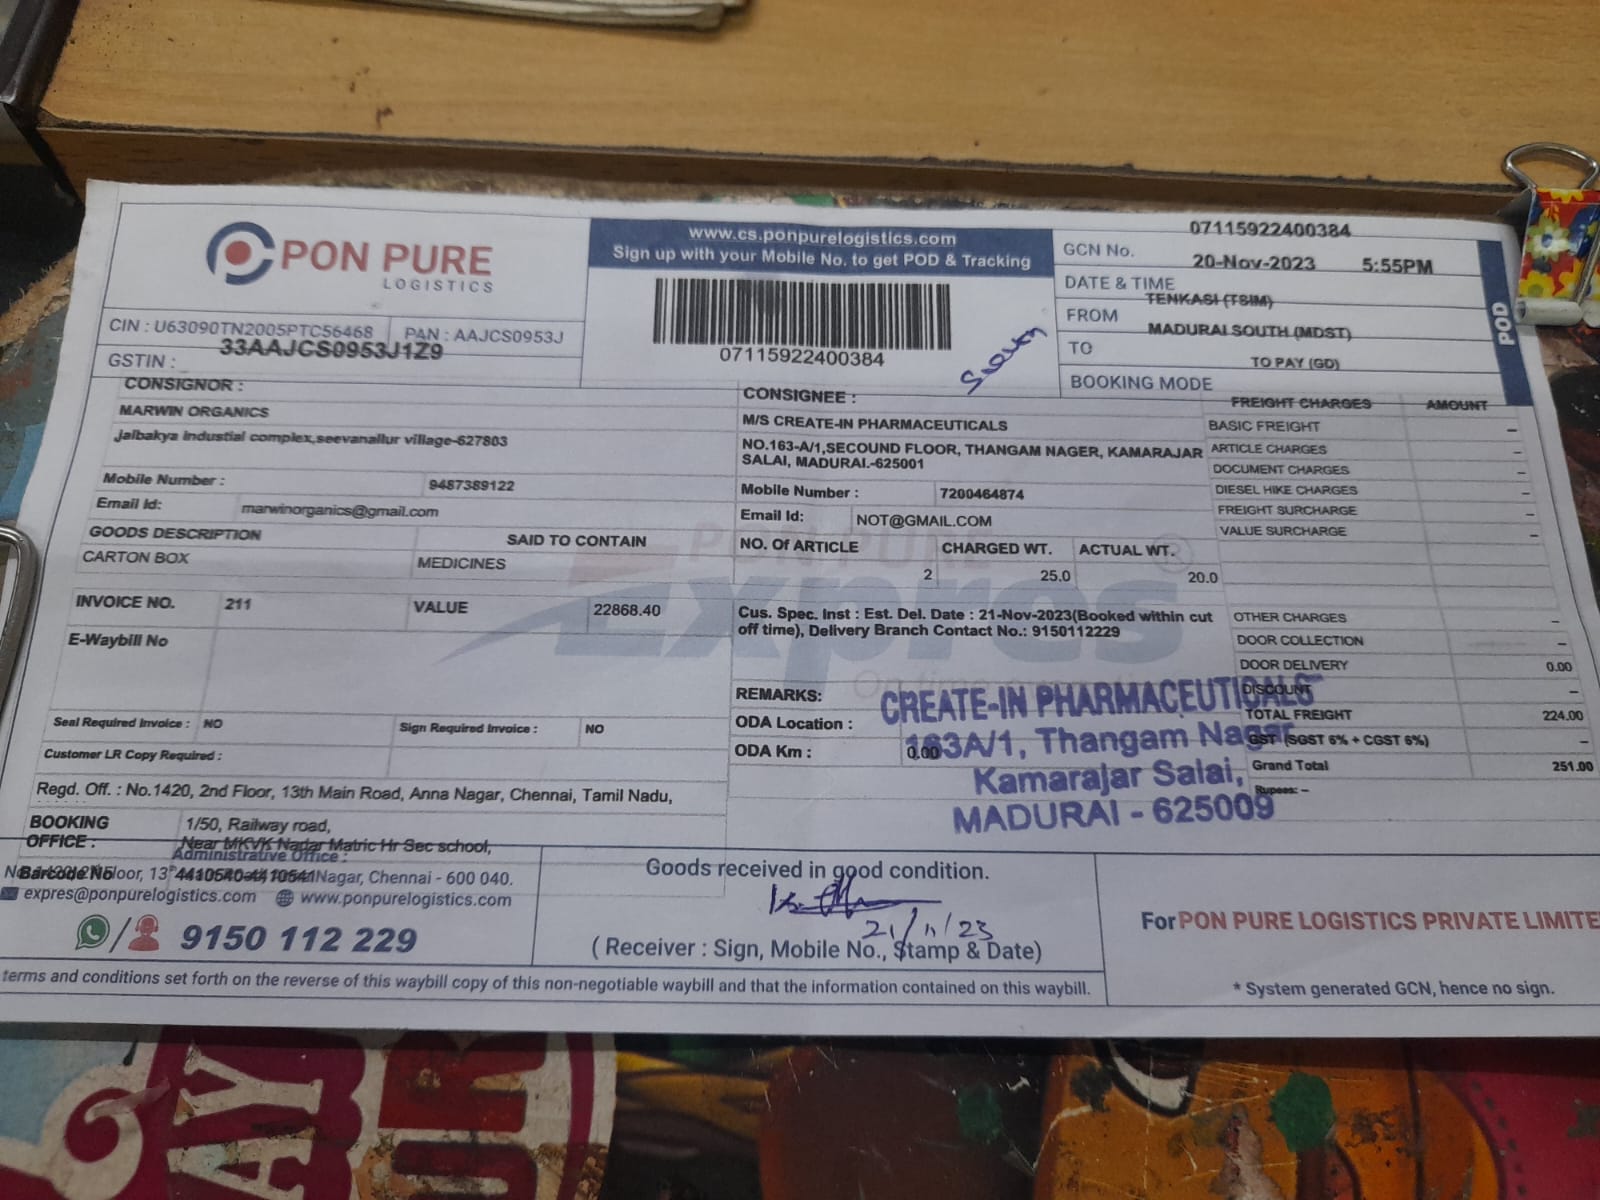 PON PURE
LOGISTICS
CIN : U63090TN2005PTC56468 PAN : AAJCS0953J
GSTIN : 33AAJCS0953J1Z9
www.cs.ponpurelogistics.com
Sign up with your Mobile No. to get POD & Tracking
07115922400384
GCN No. 07115922400384
DATE & TIME 20-Nov-2023 5:55PM
FROM TENKASI (TSIM)
TO MADURAI SOUTH (MDST)
BOOKING MODE TO PAY (GD)
POD
CONSIGNOR :
MARWIN ORGANICS
jalbakya industial complex,seevanallur village-627803
Mobile Number : 9487389122
Email Id: marwinorganics@gmail.com
GOODS DESCRIPTION SAID TO CONTAIN
CARTON BOX MEDICINES
INVOICE NO. 211 VALUE 22868.40
E-Waybill No
Seal Required Invoice : NO Sign Required Invoice : NO
Customer LR Copy Required :
Regd. Off. : No.1420, 2nd Floor, 13th Main Road, Anna Nagar, Chennai, Tamil Nadu,
BOOKING OFFICE : 1/50, Railway road,
Near MKVK Nadar Matric Hr Sec school,
CONSIGNEE :
M/S CREATE-IN PHARMACEUTICALS
NO.163-A/1,SECOUND FLOOR, THANGAM NAGER, KAMARAJAR
SALAI, MADURAI.-625001
Mobile Number : 7200464874
Email Id: NOT@GMAIL.COM
NO. Of ARTICLE CHARGED WT. ACTUAL WT.
2 25.0 20.0
PON PURE
Expres
®
Cus. Spec. Inst : Est. Del. Date : 21-Nov-2023(Booked within cut
off time), Delivery Branch Contact No.: 9150112229
REMARKS:
ODA Location :
ODA Km : 0.00
CREATE-IN PHARMACEUTICALS
163A/1, Thangam Nagar
Kamarajar Salai,
MADURAI - 625009
FREIGHT CHARGES AMOUNT
BASIC FREIGHT –
ARTICLE CHARGES –
DOCUMENT CHARGES –
DIESEL HIKE CHARGES –
FREIGHT SURCHARGE –
VALUE SURCHARGE –
OTHER CHARGES –
DOOR COLLECTION –
DOOR DELIVERY 0.00
DISCOUNT –
TOTAL FREIGHT 224.00
GST (SGST 6% + CGST 6%) –
Grand Total 251.00
Rupees: –
Administrative Office :
Barcode No 4410540-4410541
Nagar, Chennai - 600 040.
expres@ponpurelogistics.com www.ponpurelogistics.com
9150 112 229
Goods received in good condition.
21/11/23
( Receiver : Sign, Mobile No., Stamp & Date)
For PON PURE LOGISTICS PRIVATE LIMITE
* System generated GCN, hence no sign.
terms and conditions set forth on the reverse of this waybill copy of this non-negotiable waybill and that the information contained on this waybill.